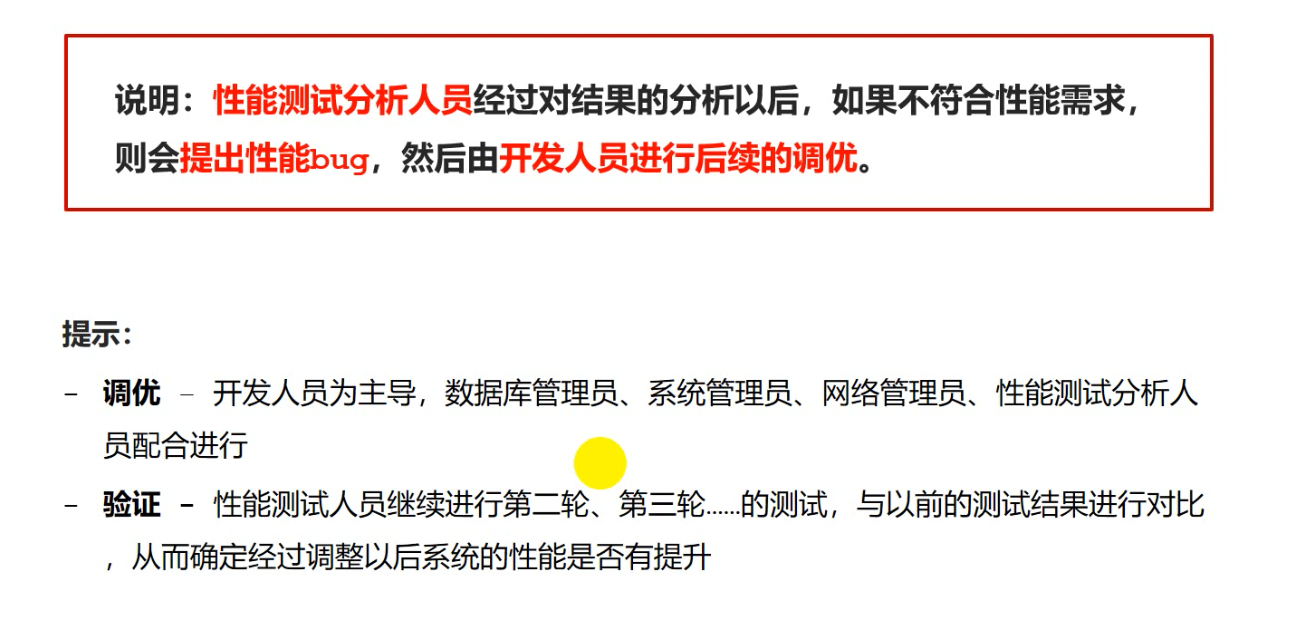 说明：性能测试分析人员经过对结果的分析以后，如果不符合性能需求，
则会提出性能bug，然后由开发人员进行后续的调优。
提示：
– 调优 – 开发人员为主导，数据库管理员、系统管理员、网络管理员、性能测试分析人
员配合进行
– 验证 – 性能测试人员继续进行第二轮、第三轮......的测试，与以前的测试结果进行对比
，从而确定经过调整以后系统的性能是否有提升